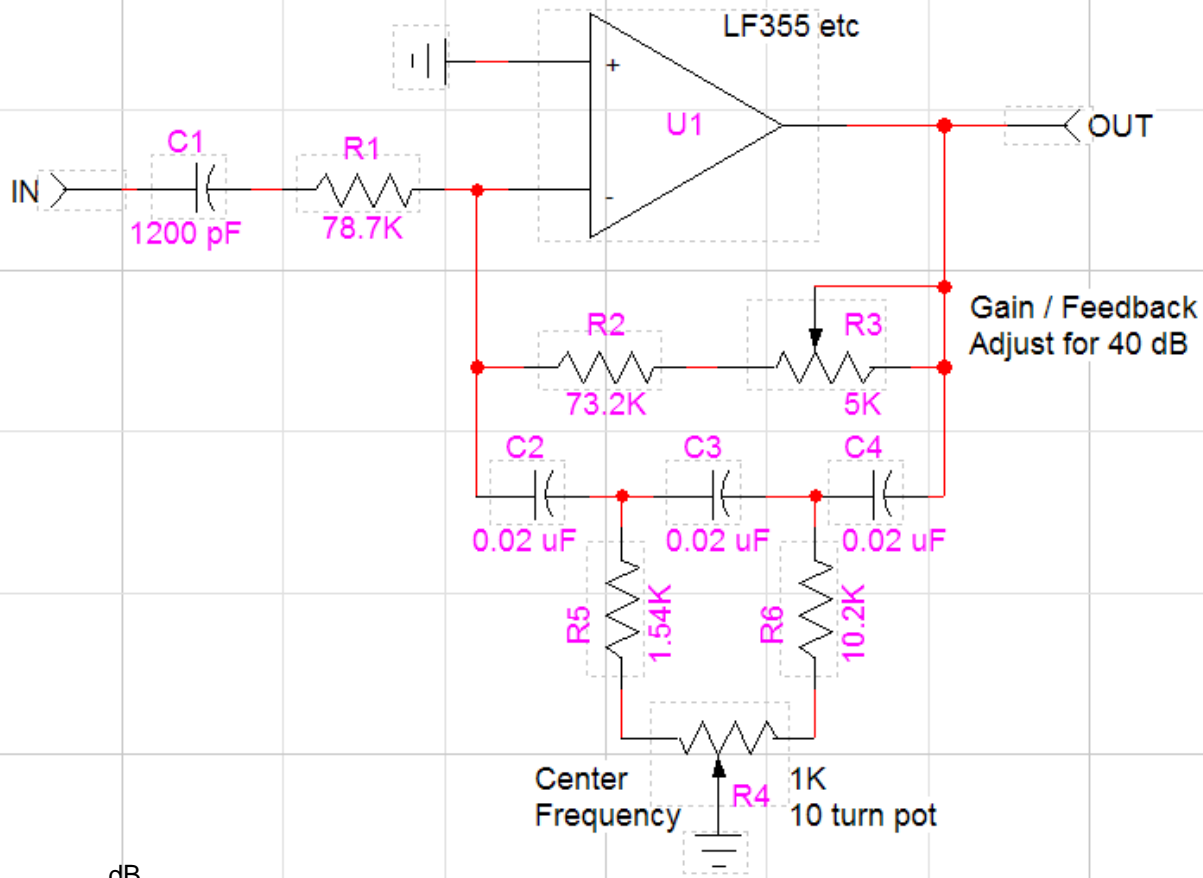 LF355 etc
+
U1
OUT
C1
R1
IN
-
1200 pF
78.7K
Gain / Feedback
Adjust for 40 dB
R2
R3
73.2K
5K
C2
C3
C4
0.02 uF
0.02 uF
0.02 uF
R5
1.54K
R6
10.2K
Center
Frequency
R4
1K
10 turn pot
dB